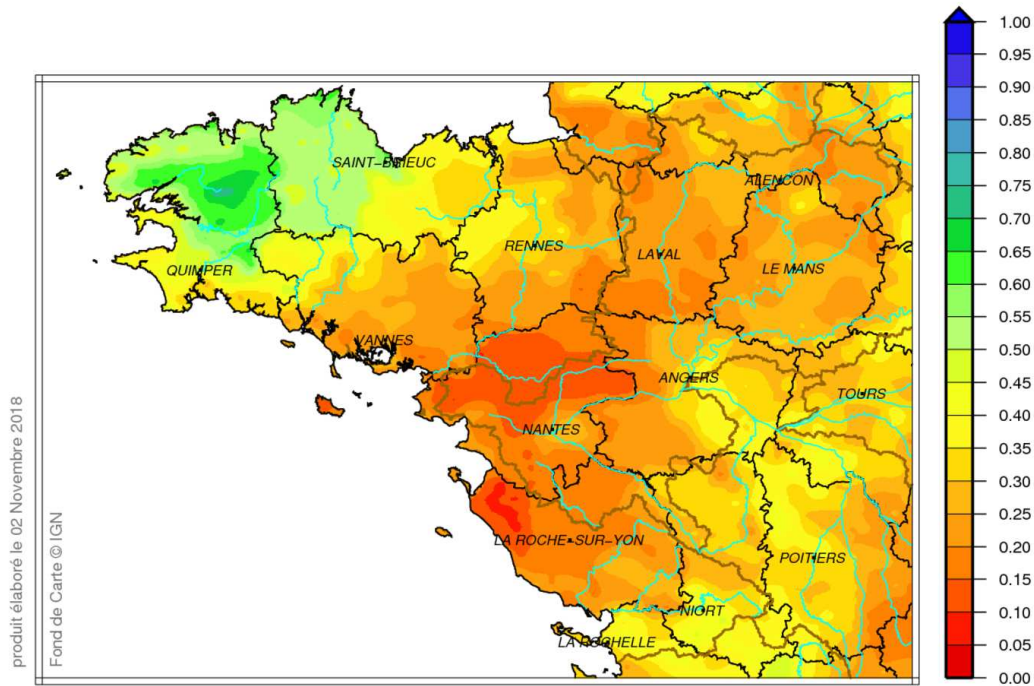 1.00
0.95
0.90
0.85
0.80
0.75
0.70
0.65
0.60
0.55
0.50
0.45
0.40
0.35
0.30
0.25
0.20
0.15
0.10
0.05
0.00
SAINT-BRIEUC
ALENCON
RENNES
LAVAL
LE MANS
QUIMPER
VANNES
ANGERS
TOURS
NANTES
LA ROCHE-SUR-YON
POITIERS
NIORT
LA ROCHELLE
produit élaboré le 02 Novembre 2018
Fond de Carte © IGN